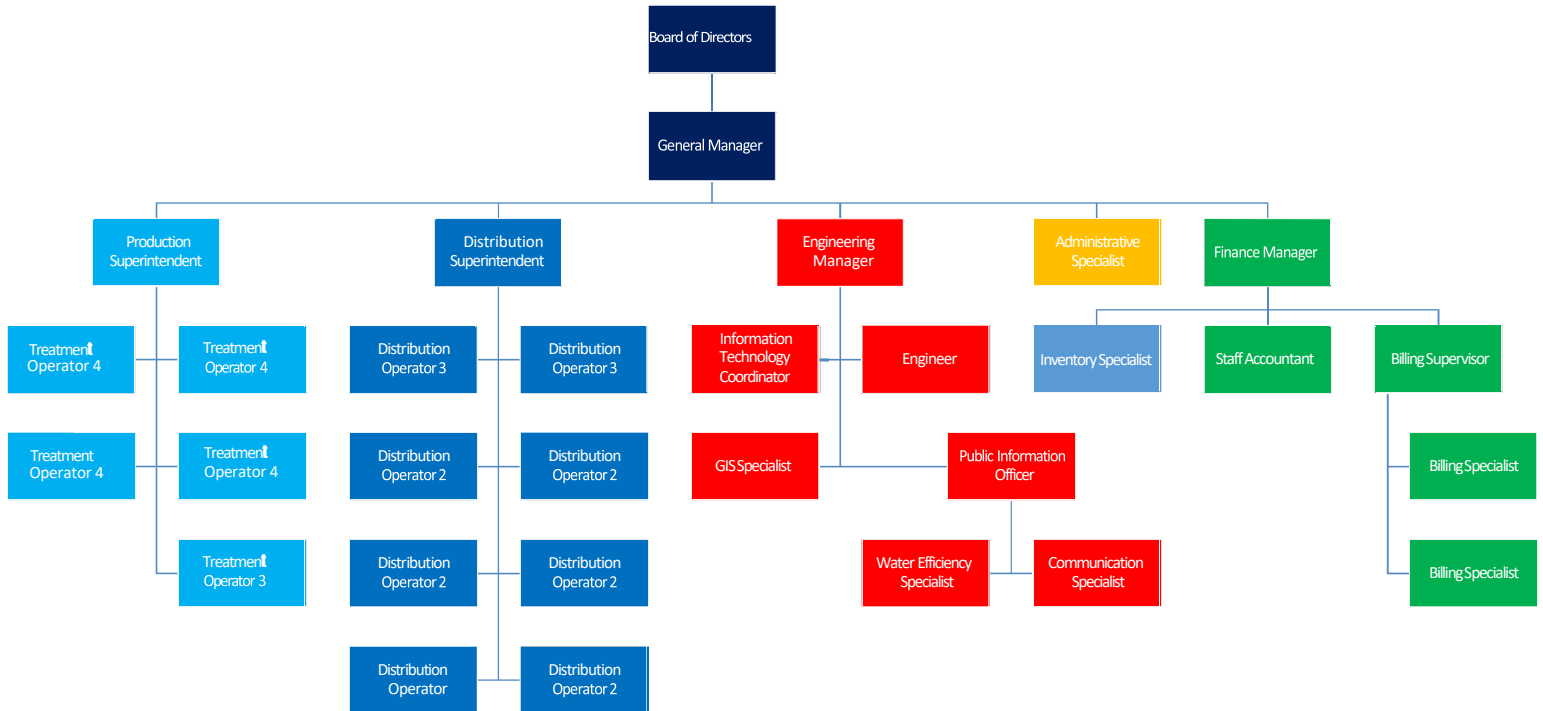 Board of Directors
General Manager
Production
Superintendent
Distribution
Superintendent
Engineering
Manager
Administrative
Specialist
Finance Manager
Treatment
Operator 4
Treatment
Operator 4
Distribution
Operator 3
Distribution
Operator 3
Information
Technology
Coordinator
Engineer
Inventory Specialist
Staff Accountant
Billing Supervisor
Treatment
Operator 4
Treatment
Operator 4
Distribution
Operator 2
Distribution
Operator 2
GIS Specialist
Public Information
Officer
Billing Specialist
Treatment
Operator 3
Distribution
Operator 2
Distribution
Operator 2
Water Efficiency
Specialist
Communication
Specialist
Billing Specialist
Distribution
Operator
Distribution
Operator 2